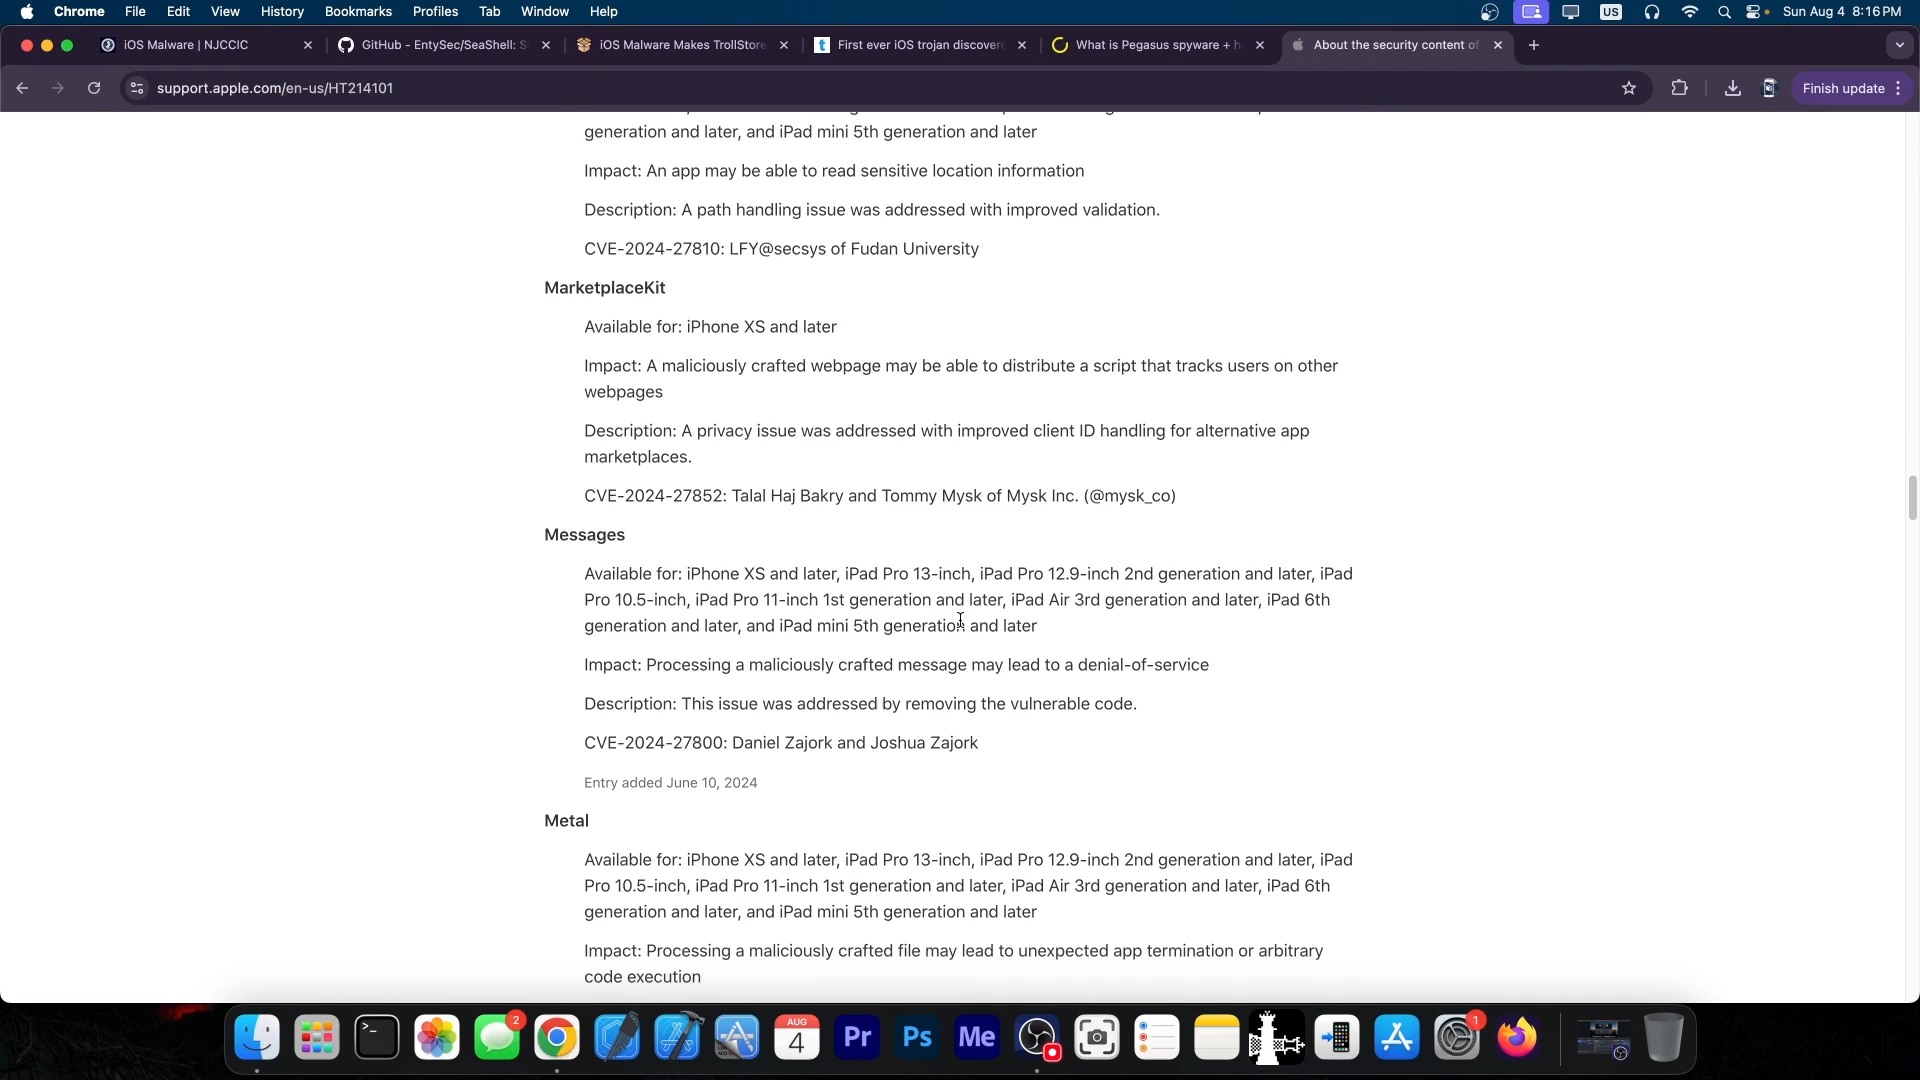 Chrome File Edit View History Bookmarks Profiles Tab Window Help US Sun Aug 4 8:16 PM
iOS Malware | NJCCIC GitHub - EntySec/SeaShell: S iOS Malware Makes TrollStore First ever iOS trojan discover What is Pegasus spyware + h About the security content of
support.apple.com/en-us/HT214101 Finish update
generation and later, and iPad mini 5th generation and later
Impact: An app may be able to read sensitive location information
Description: A path handling issue was addressed with improved validation.
CVE-2024-27810: LFY@secsys of Fudan University
MarketplaceKit
Available for: iPhone XS and later
Impact: A maliciously crafted webpage may be able to distribute a script that tracks users on other
webpages
Description: A privacy issue was addressed with improved client ID handling for alternative app
marketplaces.
CVE-2024-27852: Talal Haj Bakry and Tommy Mysk of Mysk Inc. (@mysk_co)
Messages
Available for: iPhone XS and later, iPad Pro 13-inch, iPad Pro 12.9-inch 2nd generation and later, iPad
Pro 10.5-inch, iPad Pro 11-inch 1st generation and later, iPad Air 3rd generation and later, iPad 6th
generation and later, and iPad mini 5th generation and later
Impact: Processing a maliciously crafted message may lead to a denial-of-service
Description: This issue was addressed by removing the vulnerable code.
CVE-2024-27800: Daniel Zajork and Joshua Zajork
Entry added June 10, 2024
Metal
Available for: iPhone XS and later, iPad Pro 13-inch, iPad Pro 12.9-inch 2nd generation and later, iPad
Pro 10.5-inch, iPad Pro 11-inch 1st generation and later, iPad Air 3rd generation and later, iPad 6th
generation and later, and iPad mini 5th generation and later
Impact: Processing a maliciously crafted file may lead to unexpected app termination or arbitrary
code execution
2 AUG 4 Pr Ps Me 1